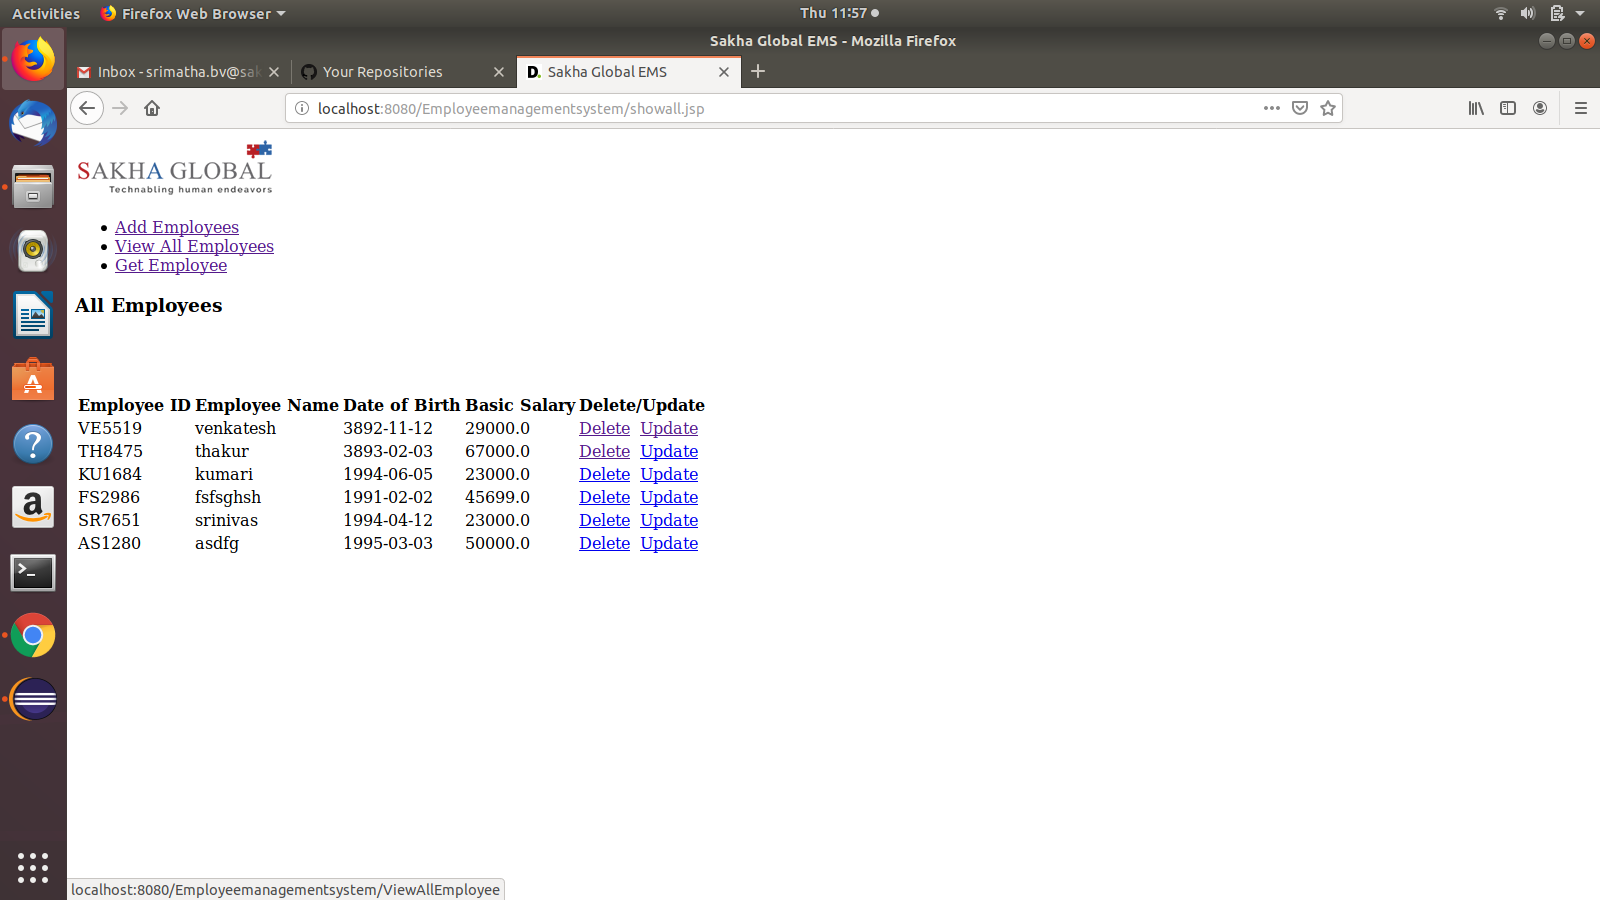 Activities Firefox Web Browser Thu 11:57
Sakha Global EMS - Mozilla Firefox
Inbox - srimatha.bv@sak Your Repositories Sakha Global EMS
localhost:8080/Employeemanagementsystem/showall.jsp
SAKHA GLOBAL
Technabling human endeavors
Add Employees
View All Employees
Get Employee
All Employees
Employee ID Employee Name Date of Birth Basic Salary Delete/Update
VE5519 venkatesh 3892-11-12 29000.0 Delete Update
TH8475 thakur 3893-02-03 67000.0 Delete Update
KU1684 kumari 1994-06-05 23000.0 Delete Update
FS2986 fsfsghsh 1991-02-02 45699.0 Delete Update
SR7651 srinivas 1994-04-12 23000.0 Delete Update
AS1280 asdfg 1995-03-03 50000.0 Delete Update
localhost:8080/Employeemanagementsystem/ViewAllEmployee